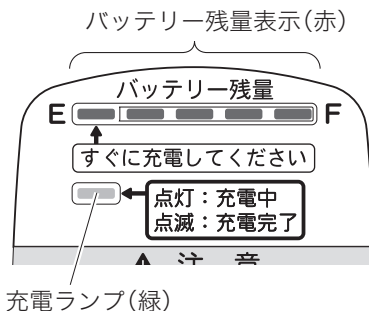 バッテリー残量表示（赤）
バッテリー残量
E F
すぐに充電してください
点灯：充電中
点滅：充電完了
注意
充電ランプ（緑）